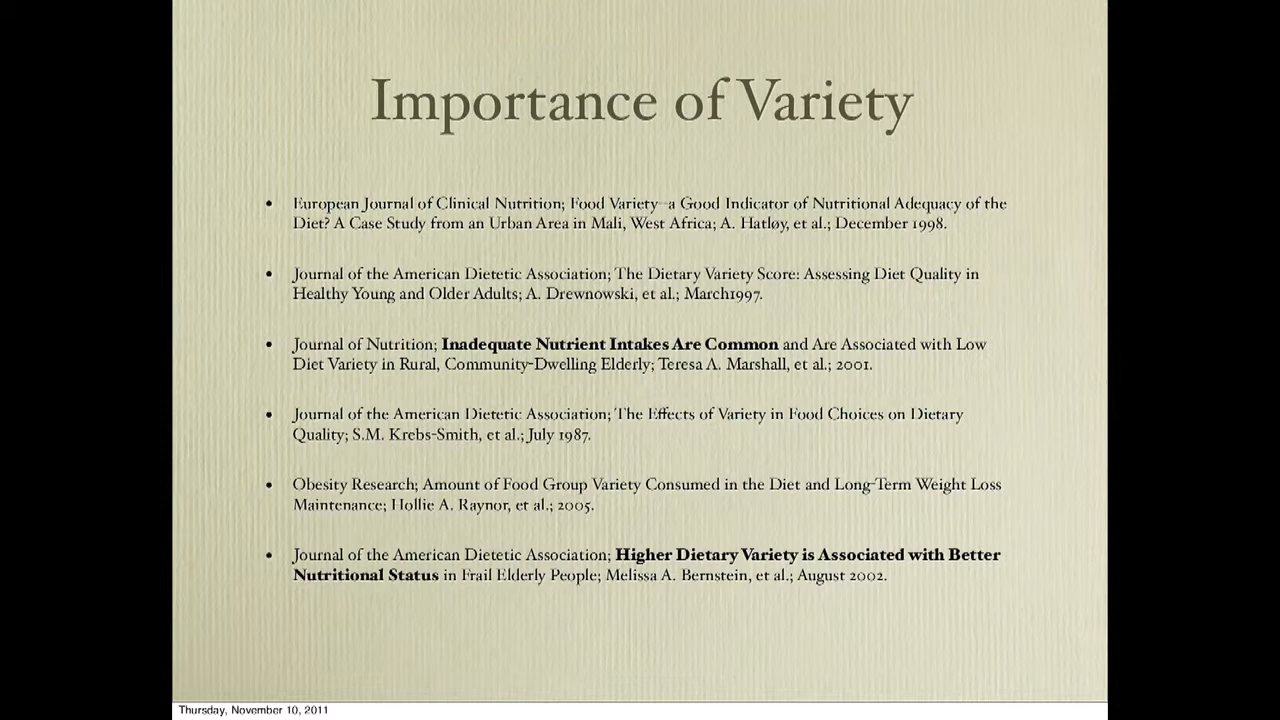 Importance of Variety
• European Journal of Clinical Nutrition; Food Variety—a Good Indicator of Nutritional Adequacy of the
Diet? A Case Study from an Urban Area in Mali, West Africa; A. Hatløy, et al.; December 1998.
• Journal of the American Dietetic Association; The Dietary Variety Score: Assessing Diet Quality in
Healthy Young and Older Adults; A. Drewnowski, et al.; March1997.
• Journal of Nutrition; Inadequate Nutrient Intakes Are Common and Are Associated with Low
Diet Variety in Rural, Community-Dwelling Elderly; Teresa A. Marshall, et al.; 2001.
• Journal of the American Dietetic Association; The Effects of Variety in Food Choices on Dietary
Quality; S.M. Krebs-Smith, et al.; July 1987.
• Obesity Research; Amount of Food Group Variety Consumed in the Diet and Long-Term Weight Loss
Maintenance; Hollie A. Raynor, et al.; 2005.
• Journal of the American Dietetic Association; Higher Dietary Variety is Associated with Better
Nutritional Status in Frail Elderly People; Melissa A. Bernstein, et al.; August 2002.
Thursday, November 10, 2011